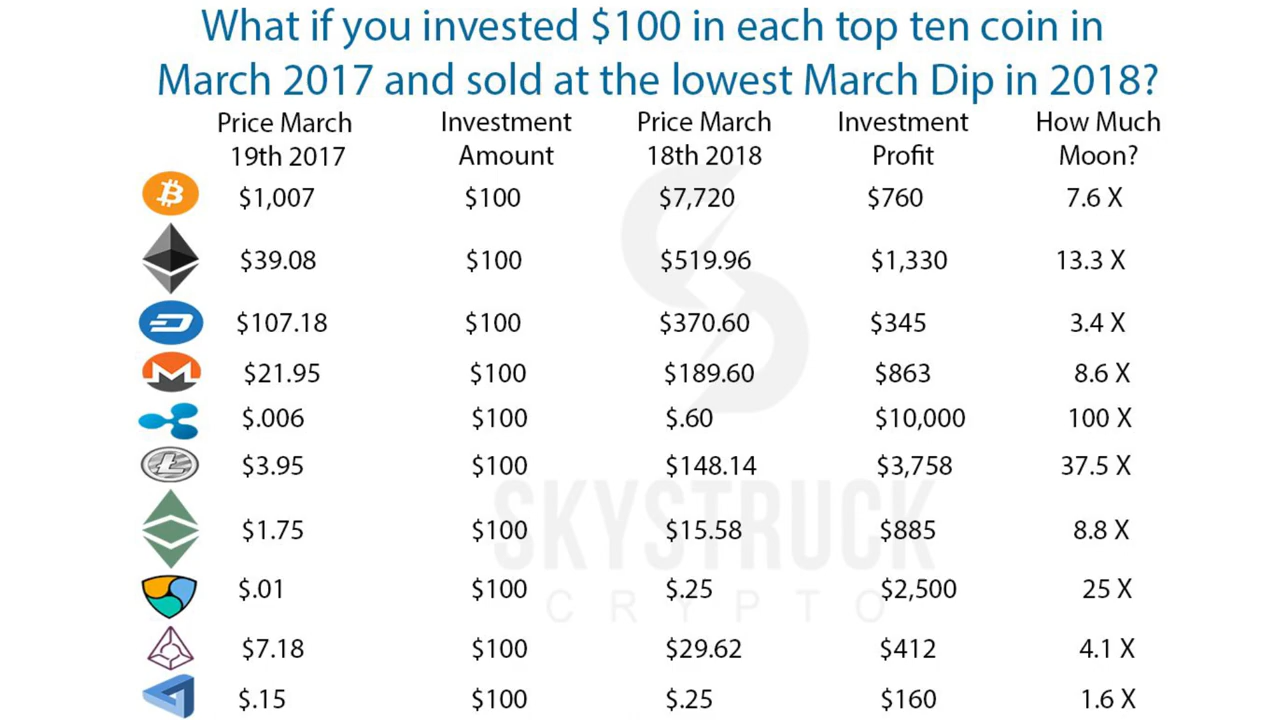 What if you invested $100 in each top ten coin in
March 2017 and sold at the lowest March Dip in 2018?
Price March Investment Price March Investment How Much
19th 2017 Amount 18th 2018 Profit Moon?
$1,007 $100 $7,720 $760 7.6 X
$39.08 $100 $519.96 $1,330 13.3 X
$107.18 $100 $370.60 $345 3.4 X
$21.95 $100 $189.60 $863 8.6 X
$.006 $100 $.60 $10,000 100 X
$3.95 $100 $148.14 $3,758 37.5 X
SKYSTRUCK
$1.75 $100 $15.58 $885 8.8 X
$.01 $100 $.25 $2,500 25 X
CRYPTO
$7.18 $100 $29.62 $412 4.1 X
$.15 $100 $.25 $160 1.6 X